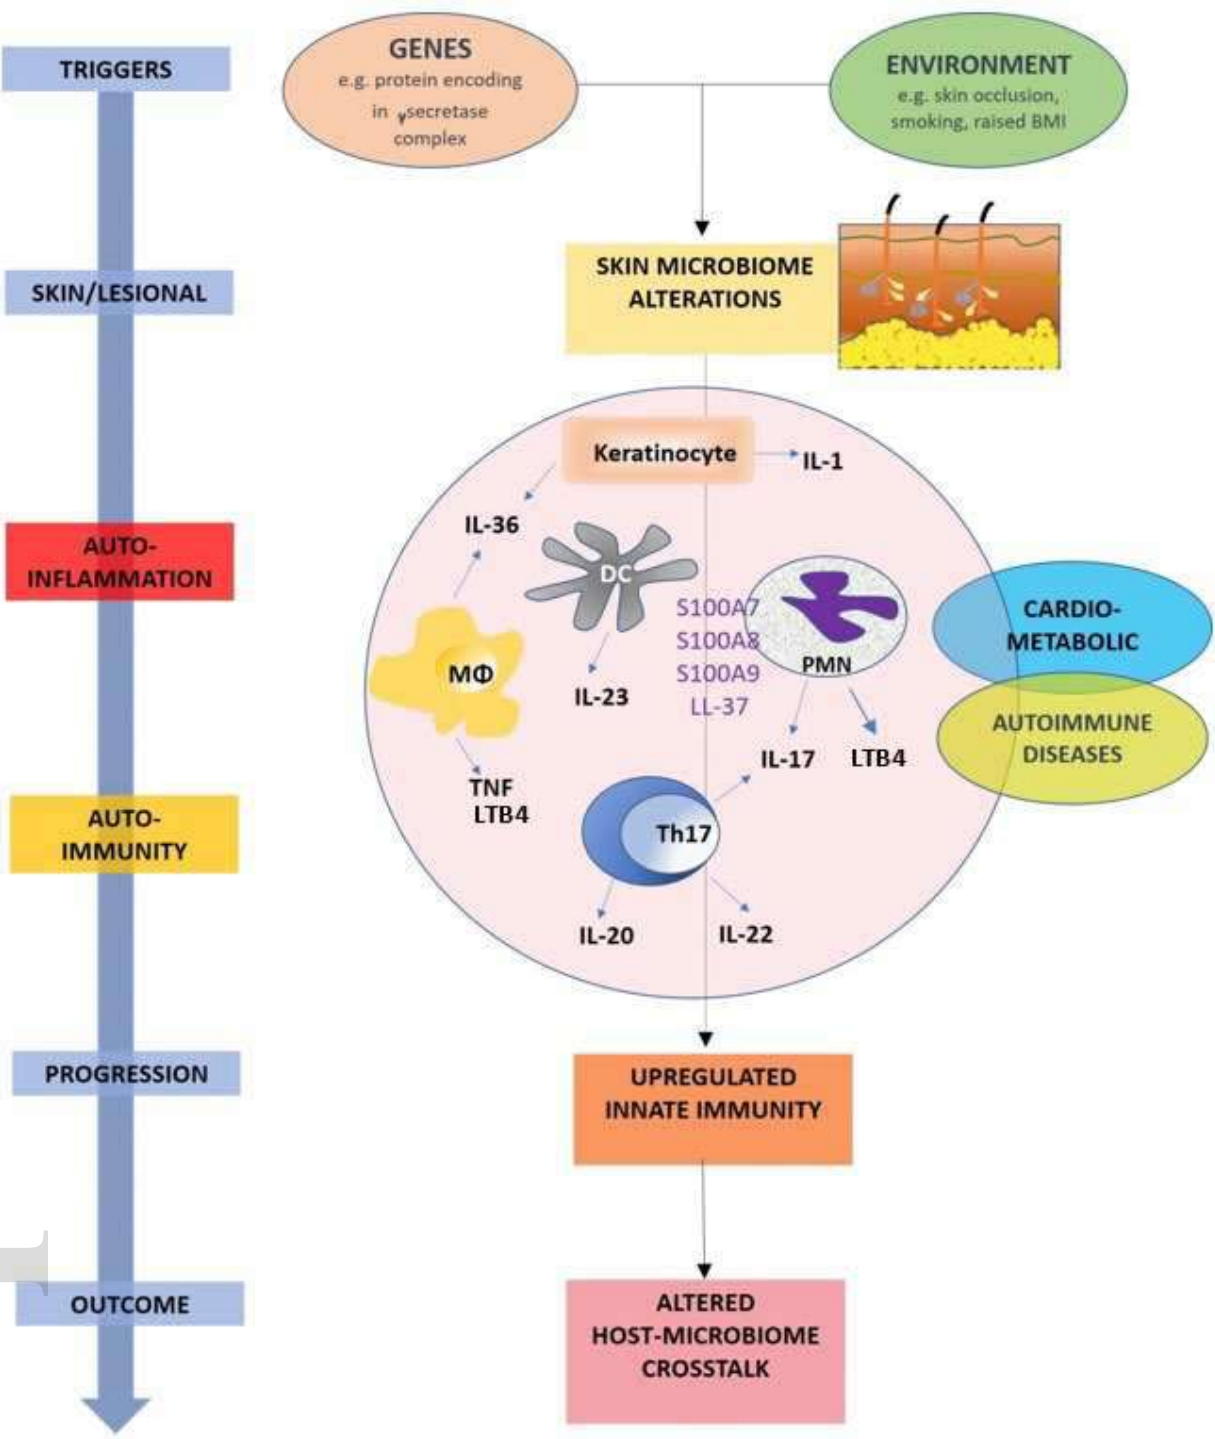 TRIGGERS
GENES
e.g. protein encoding
in γsecretase
complex
ENVIRONMENT
e.g. skin occlusion,
smoking, raised BMI
SKIN/LESIONAL
SKIN MICROBIOME
ALTERATIONS
Keratinocyte
IL-1
IL-36
AUTO-
INFLAMMATION
DC
S100A7
S100A8
S100A9
LL-37
PMN
MΦ
IL-23
IL-17
LTB4
TNF
LTB4
CARDIO-
METABOLIC
AUTOIMMUNE
DISEASES
AUTO-
IMMUNITY
Th17
IL-20
IL-22
PROGRESSION
UPREGULATED
INNATE IMMUNITY
OUTCOME
ALTERED
HOST-MICROBIOME
CROSSTALK